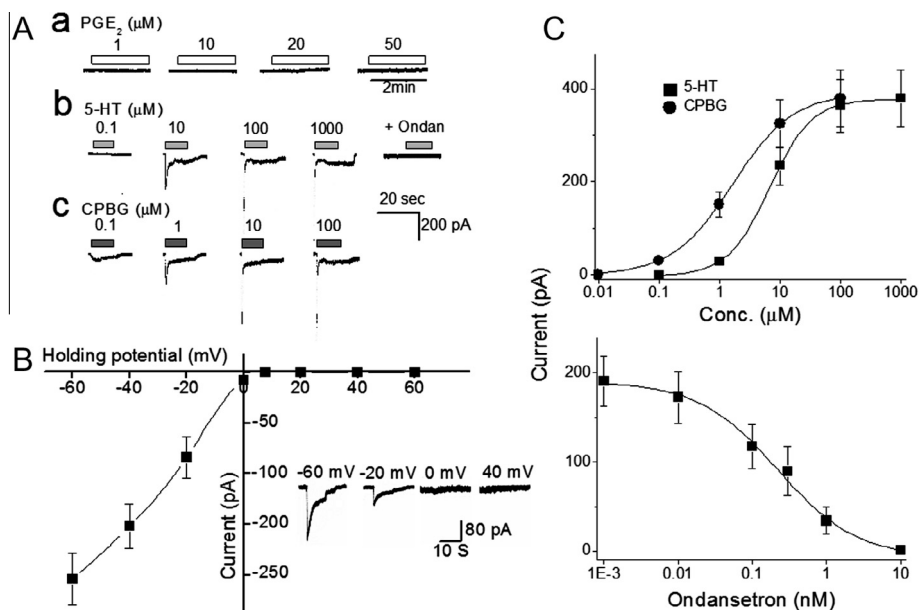 A
a PGE₂ (μM)
1 10 20 50
2min
b 5-HT (μM)
0.1 10 100 1000 + Ondan
c CPBG (μM)
20 sec
200 pA
0.1 1 10 100
B
Holding potential (mV)
-60 -40 -20 0 20 40 60
-50
-100
-150
-200
-250
Current (pA)
-60 mV -20 mV 0 mV 40 mV
80 pA
10 S
C
5-HT
CPBG
400
200
0
0.01 0.1 1 10 100 1000
Conc. (μM)
Current (pA)
200
100
0
1E-3 0.01 0.1 1 10
Ondansetron (nM)